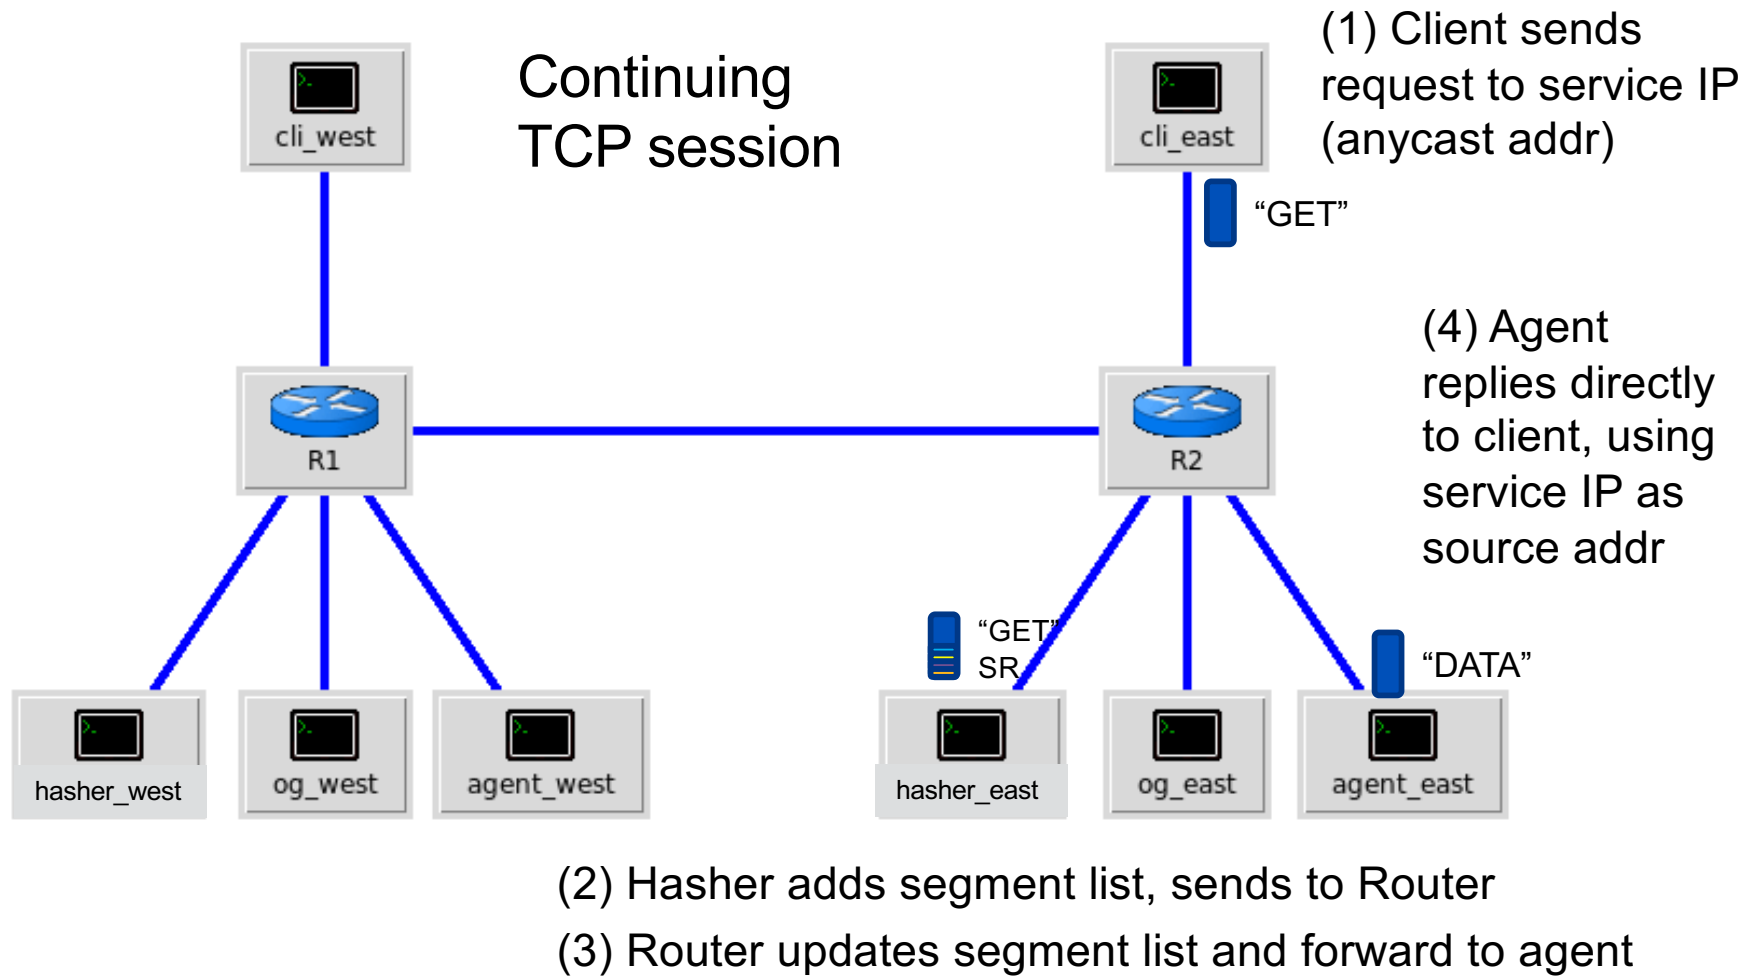 Continuing
TCP session
(1) Client sends
request to service IP
(anycast addr)
cli_west
cli_east
“GET”
(4) Agent
replies directly
to client, using
service IP as
source addr
R1
R2
“GET”
SR
“DATA”
hasher_west
og_west
agent_west
hasher_east
og_east
agent_east
(2) Hasher adds segment list, sends to Router
(3) Router updates segment list and forward to agent